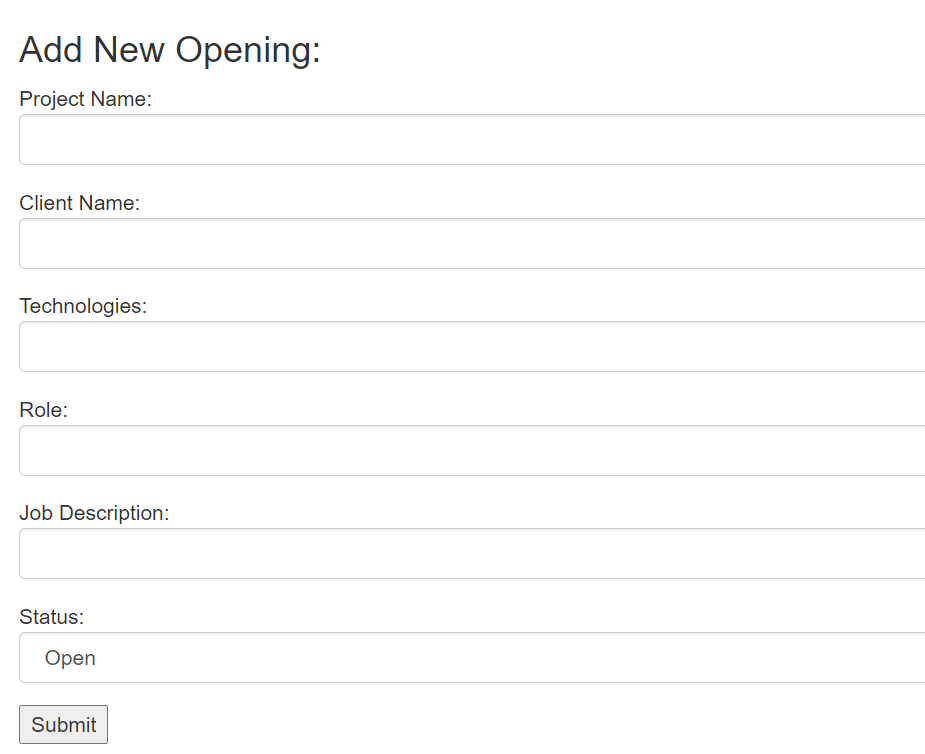 Add New Opening:
Project Name:
Client Name:
Technologies:
Role:
Job Description:
Status:
Open
Submit